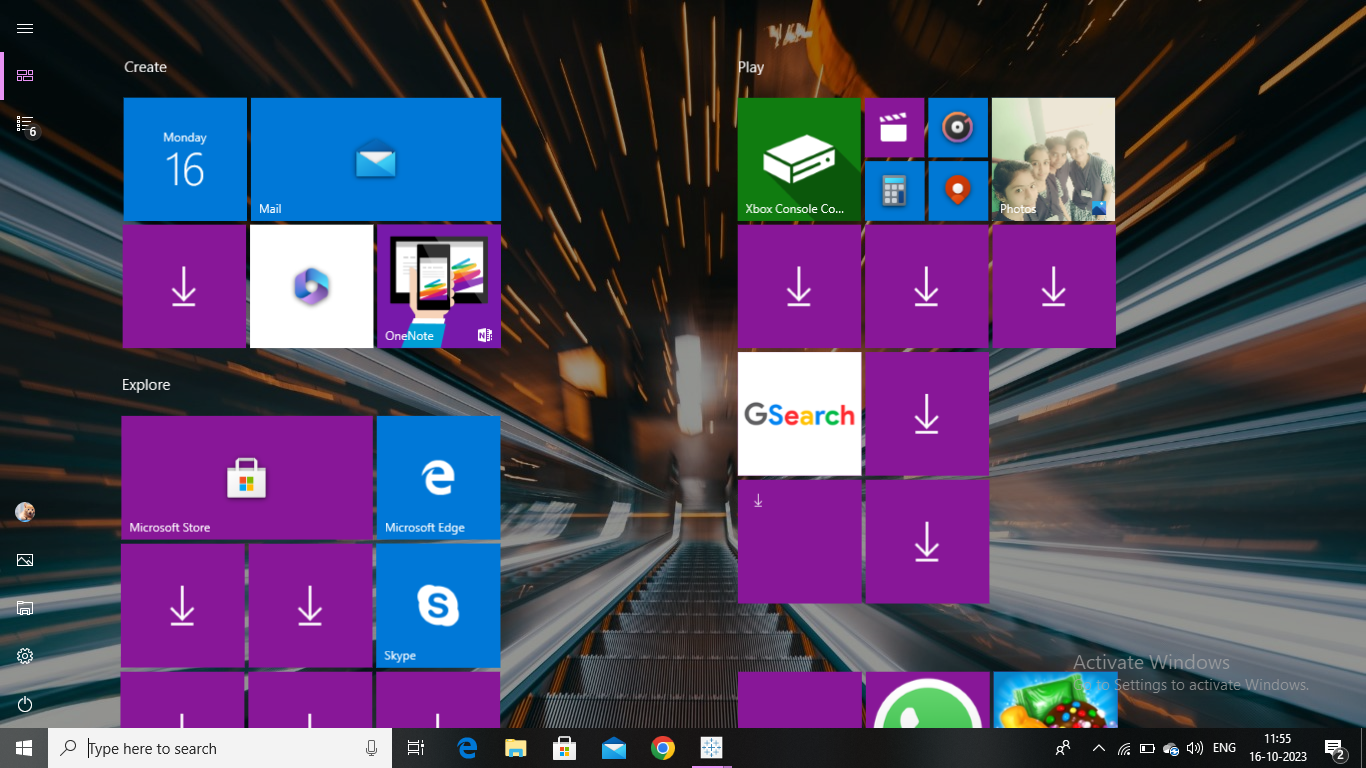 Create
Monday
16
Mail
OneNote
N
Explore
Microsoft Store
Microsoft Edge
S
Skype
Play
Xbox Console Co...
Photos
GSearch
6
Activate Windows
to Settings to activate Windows.
Type here to search
ENG
11:55
16-10-2023
2